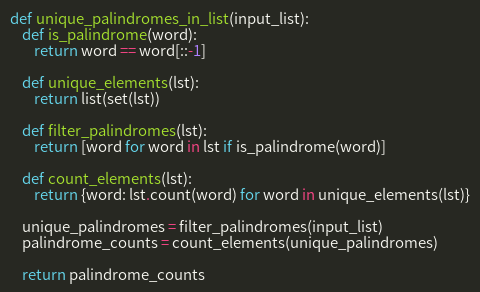 def unique_palindromes_in_list(input_list):
    def is_palindrome(word):
        return word == word[::-1]

    def unique_elements(lst):
        return list(set(lst))

    def filter_palindromes(lst):
        return [word for word in lst if is_palindrome(word)]

    def count_elements(lst):
        return {word: lst.count(word) for word in unique_elements(lst)}

    unique_palindromes = filter_palindromes(input_list)
    palindrome_counts = count_elements(unique_palindromes)

    return palindrome_counts